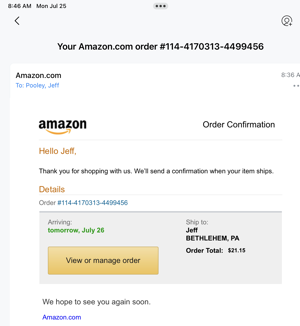 8:46 AM Mon Jul 25
Your Amazon.com order #114-4170313-4499456
Amazon.com
8:36 A
To: Pooley, Jeff
amazon
Order Confirmation
Hello Jeff,
Thank you for shopping with us. We'll send a confirmation when your item ships.
Details
Order #114-4170313-4499456
Arriving:
tomorrow, July 26
View or manage order
Ship to:
Jeff
BETHLEHEM, PA
Order Total: $21.15
We hope to see you again soon.
Amazon.com